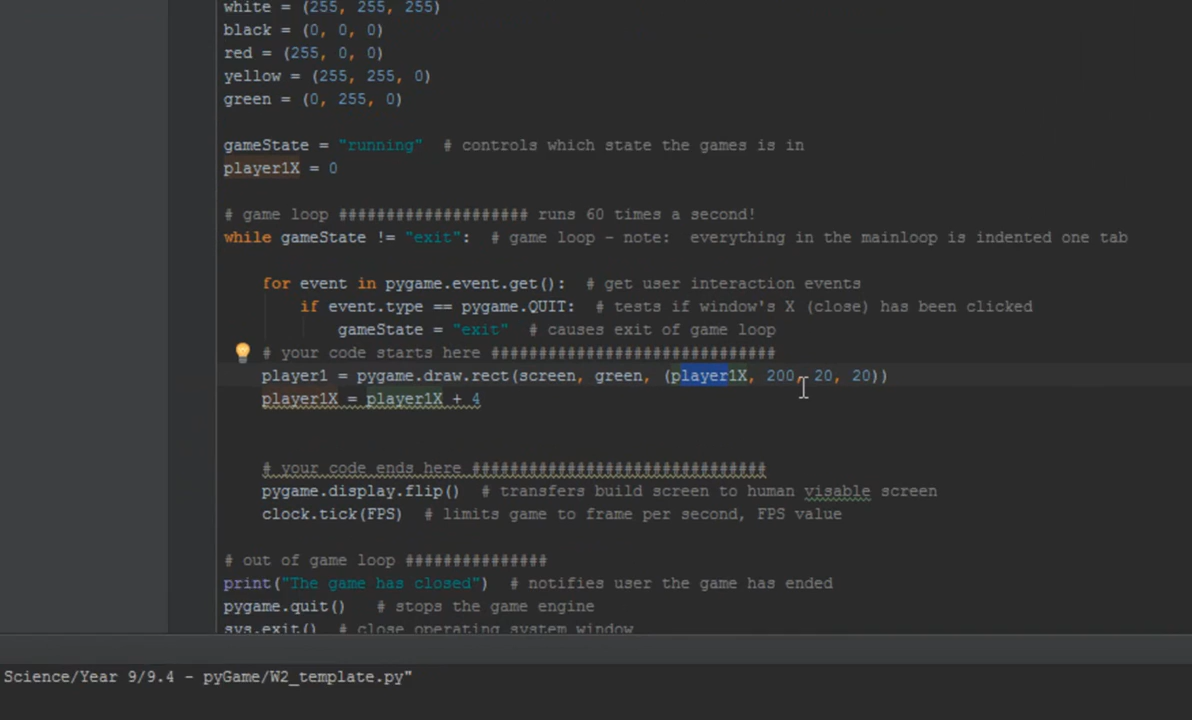 white = (255, 255, 255)
black = (0, 0, 0)
red = (255, 0, 0)
yellow = (255, 255, 0)
green = (0, 255, 0)
gameState = "running"  # controls which state the games is in
player1X = 0
# game loop #################### runs 60 times a second!
while gameState != "exit":  # game loop - note:  everything in the mainloop is indented one tab
for event in pygame.event.get():  # get user interaction events
if event.type == pygame.QUIT:  # tests if window's X (close) has been clicked
gameState = "exit"  # causes exit of game loop
# your code starts here ##############################
player1 = pygame.draw.rect(screen, green, (player1X, 200, 20, 20))
player1X = player1X + 4
# your code ends here ###############################
pygame.display.flip()  # transfers build screen to human visable screen
clock.tick(FPS)  # limits game to frame per second, FPS value
# out of game loop ###############
print("The game has closed")  # notifies user the game has ended
pygame.quit()   # stops the game engine
sys.exit()  # close operating system window
Science/Year 9/9.4 - pyGame/W2_template.py"